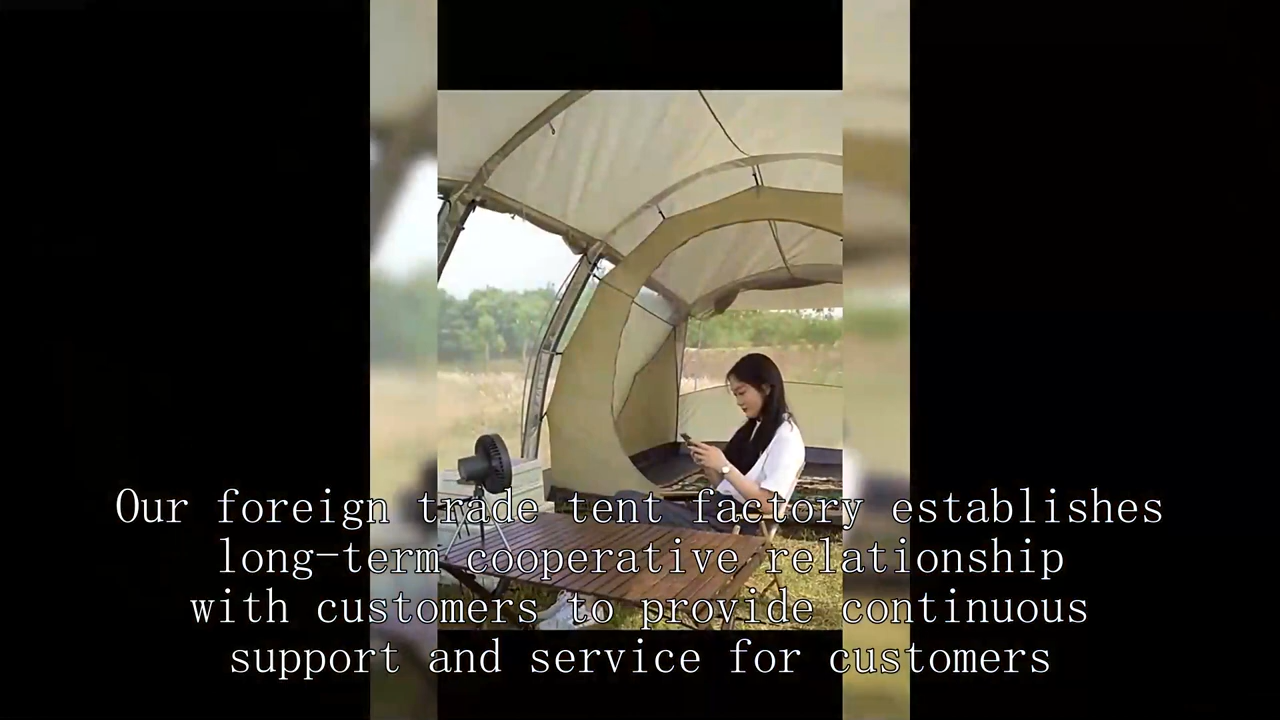 Our foreign trade tent factory establishes
long-term cooperative relationship
with customers to provide continuous
support and service for customers